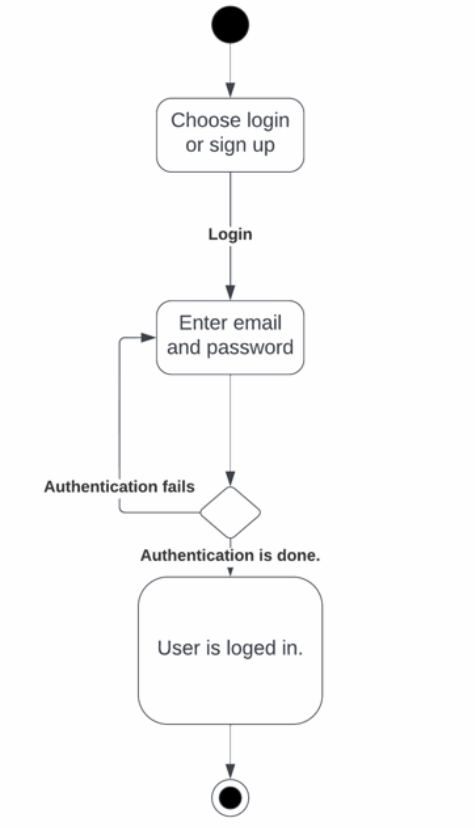 Choose login
or sign up
Login
Enter email
and password
Authentication fails
Authentication is done.
User is loged in.